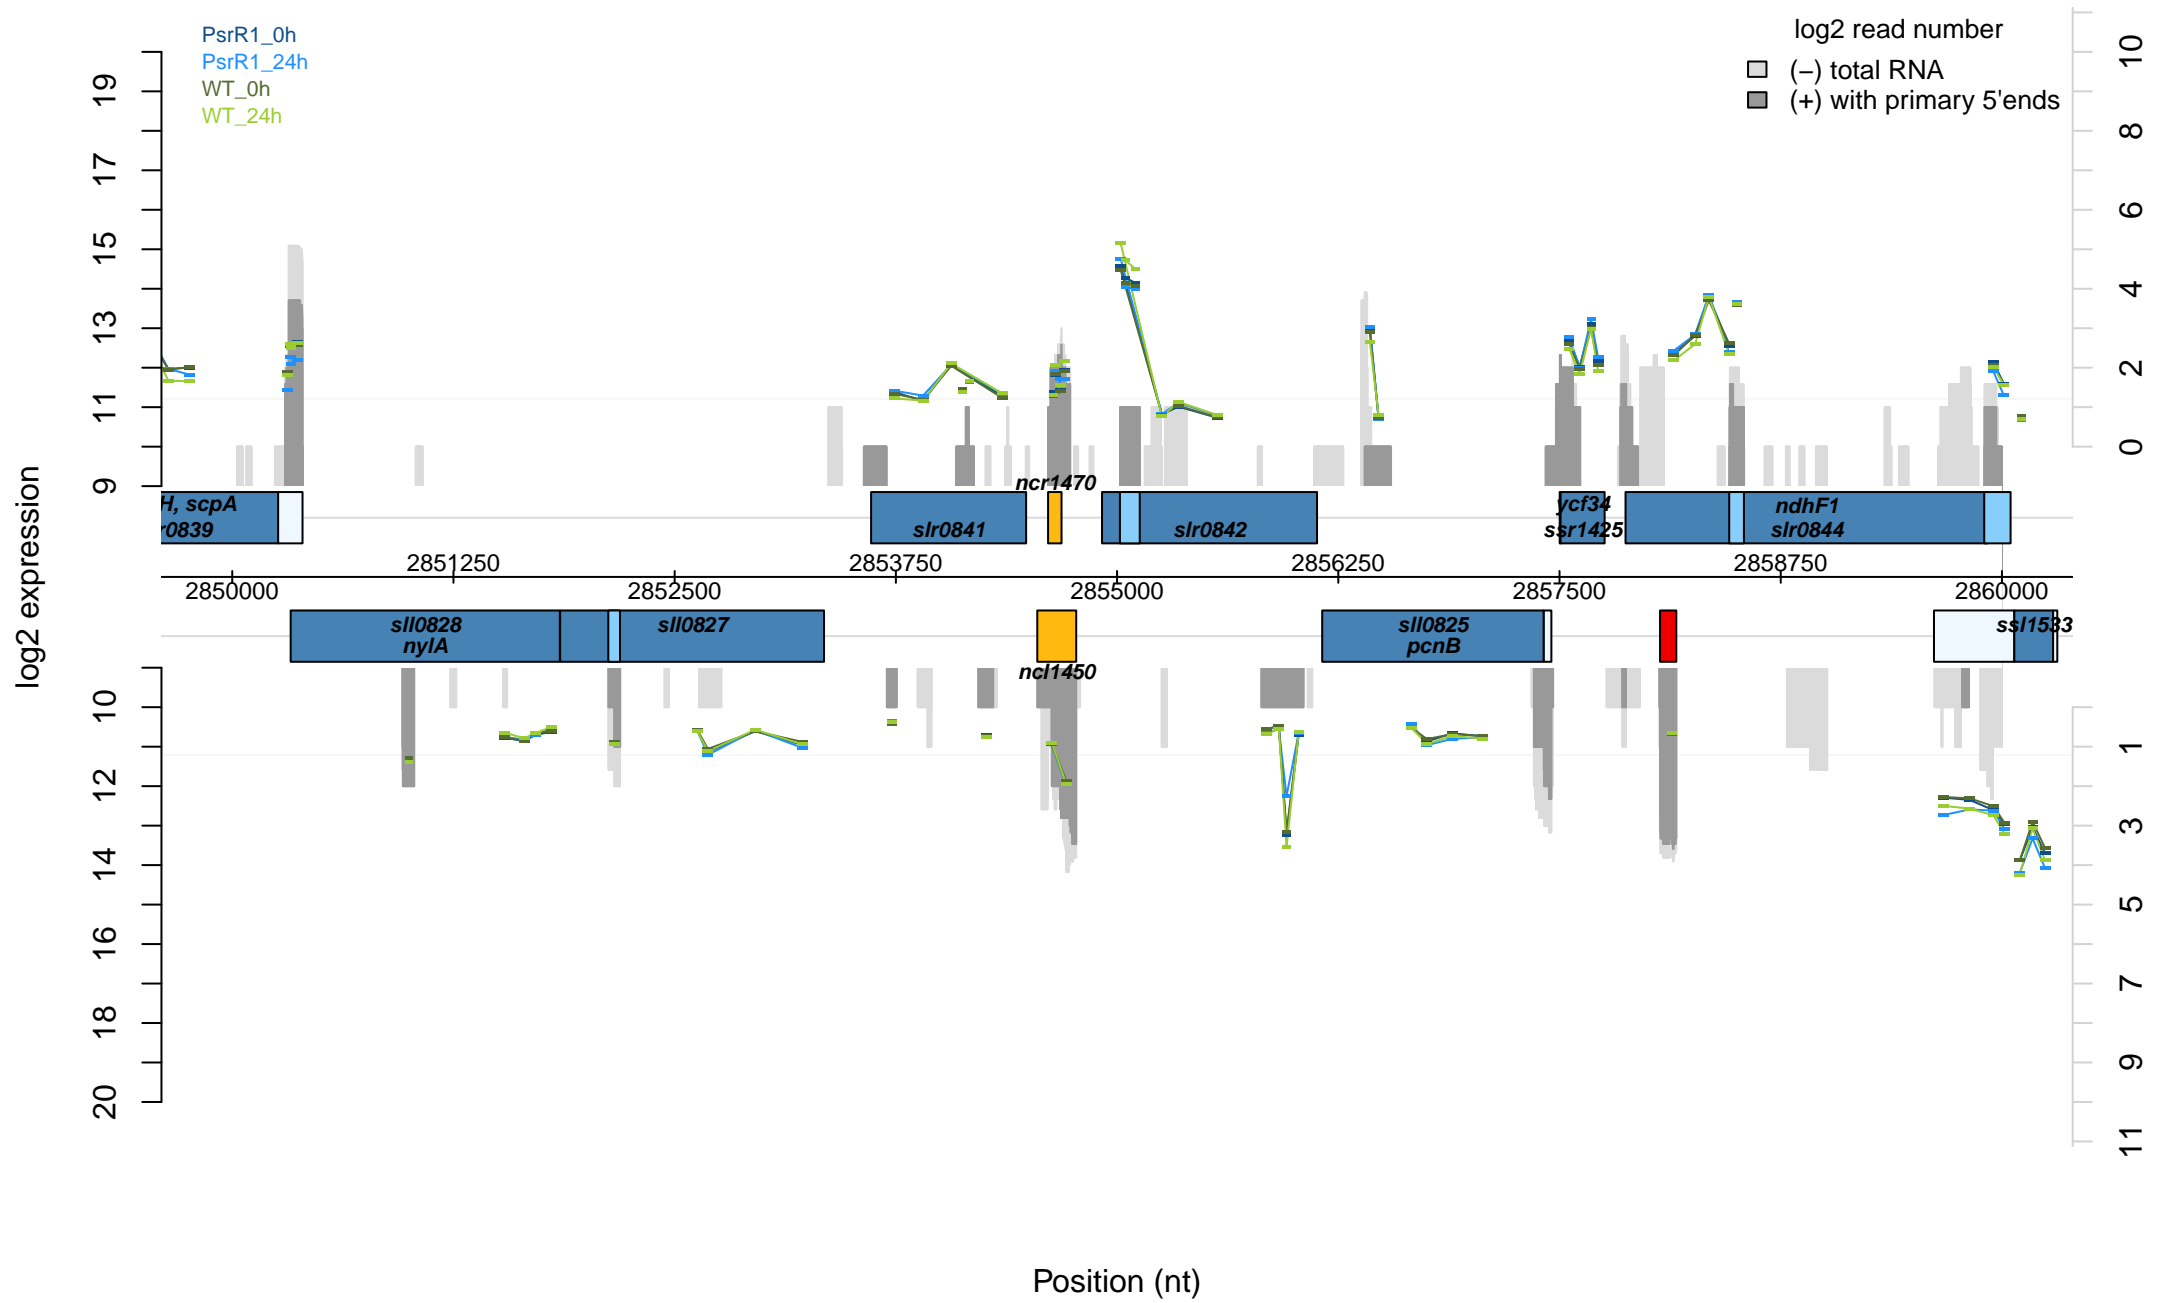 PsrR1_0h
PsrR1_24h
WT_0h
WT_24h
log2 read number
(−) total RNA
(+) with primary 5'ends
19
17
15
13
11
9
10
8
6
4
2
0
log2 expression
H, scpA
r0839
slr0841
ncr1470
slr0842
ycf34
ssr1425
ndhF1
slr0844
2851250
2853750
2856250
2858750
2850000
2852500
2855000
2857500
2860000
sll0828
nylA
sll0827
ncl1450
sll0825
pcnB
ssl1533
10
12
14
16
18
20
1
3
5
7
9
11
Position (nt)